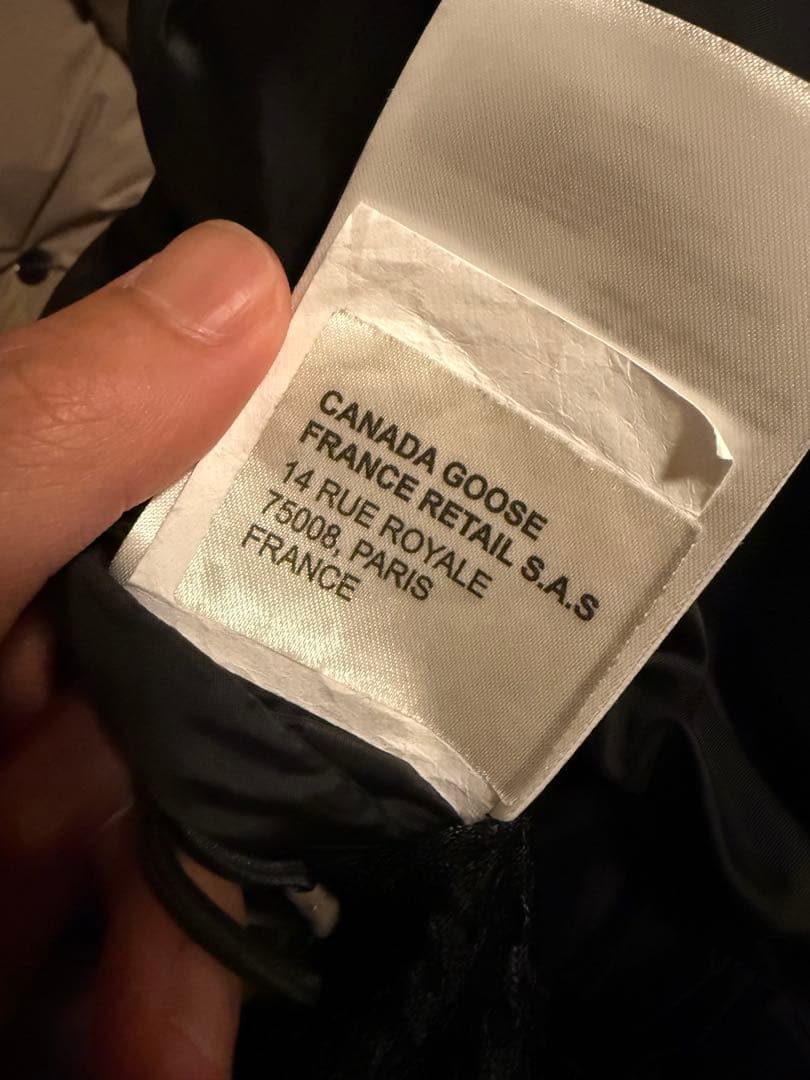 CANADA GOOSE
FRANCE RETAIL S.A.S
14 RUE ROYALE
75008, PARIS
FRANCE